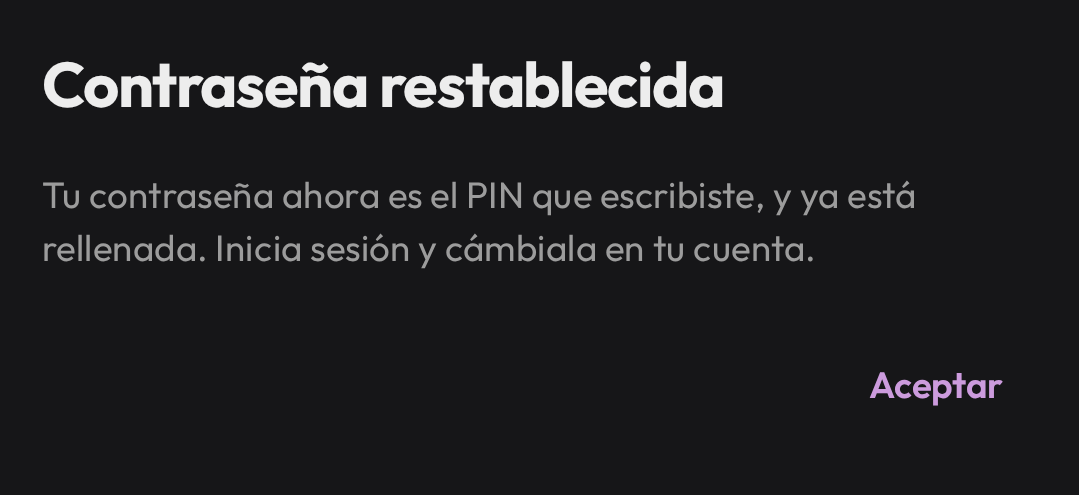 Contraseña restablecida
Tu contraseña ahora es el PIN que escribiste, y ya está
rellenada. Inicia sesión y cámbiala en tu cuenta.
Aceptar